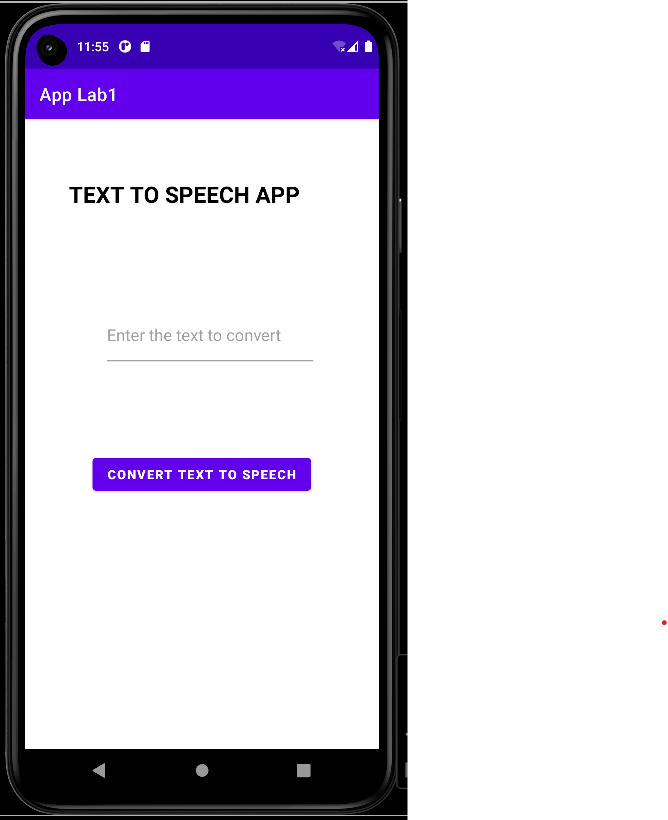 11:55
App Lab1
TEXT TO SPEECH APP
Enter the text to convert
CONVERT TEXT TO SPEECH